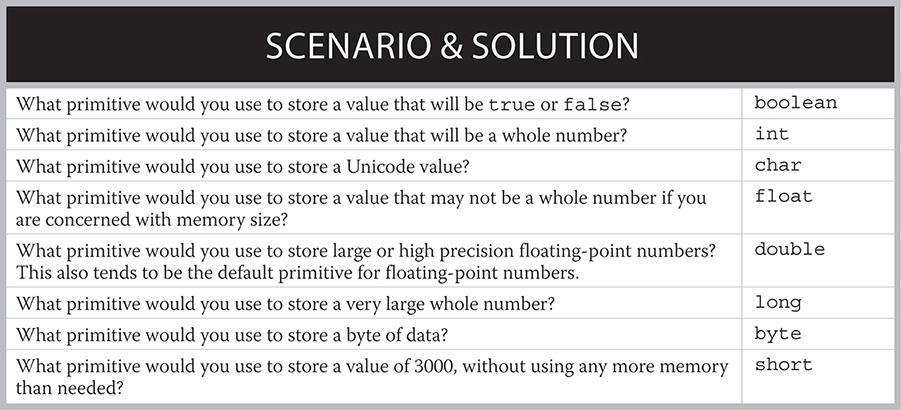 SCENARIO & SOLUTION
What primitive would you use to store a value that will be true or false? boolean
What primitive would you use to store a value that will be a whole number? int
What primitive would you use to store a Unicode value? char
What primitive would you use to store a value that may not be a whole number if you float
are concerned with memory size?
What primitive would you use to store large or high precision floating-point numbers? double
This also tends to be the default primitive for floating-point numbers.
What primitive would you use to store a very large whole number? long
What primitive would you use to store a byte of data? byte
What primitive would you use to store a value of 3000, without using any more memory short
than needed?